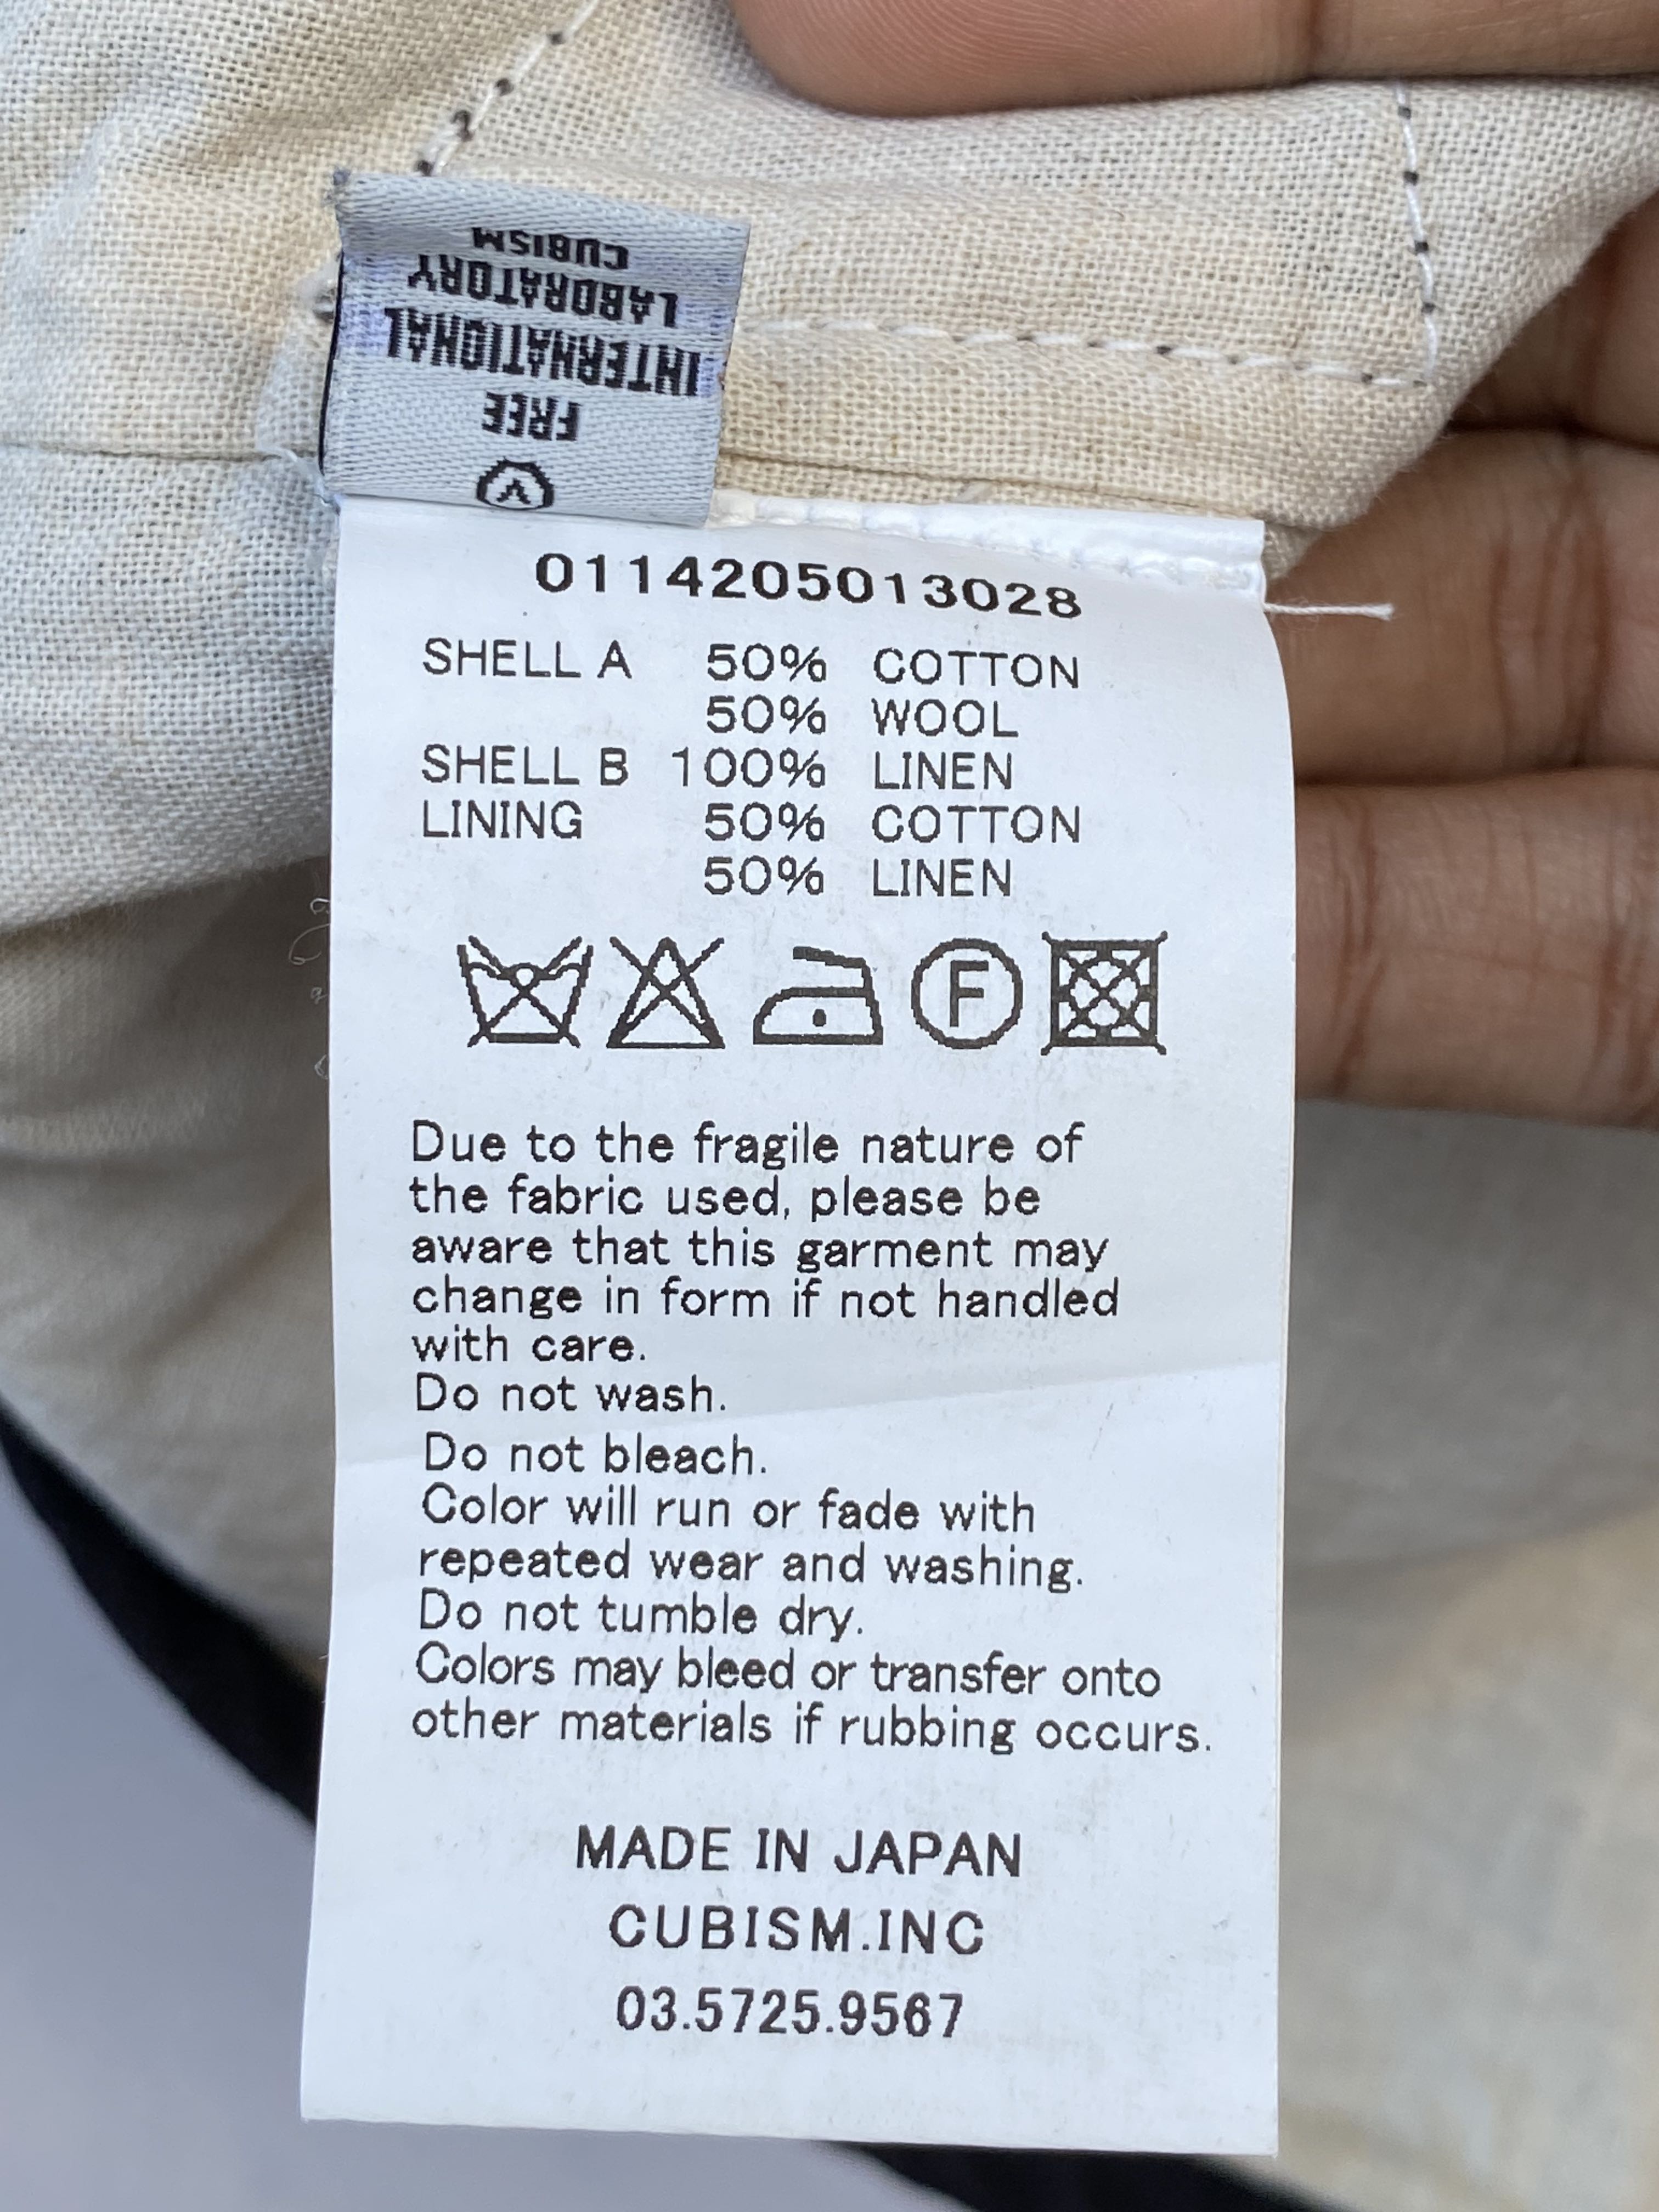 CUBISM
LABORATORY
INTERNATIONAL
FREE
V
0114205013028
SHELL A 50% COTTON
50% WOOL
SHELL B 100% LINEN
LINING 50% COTTON
50% LINEN
F
Due to the fragile nature of
the fabric used, please be
aware that this garment may
change in form if not handled
with care.
Do not wash.
Do not bleach.
Color will run or fade with
repeated wear and washing.
Do not tumble dry.
Colors may bleed or transfer onto
other materials if rubbing occurs.
MADE IN JAPAN
CUBISM.INC
03.5725.9567